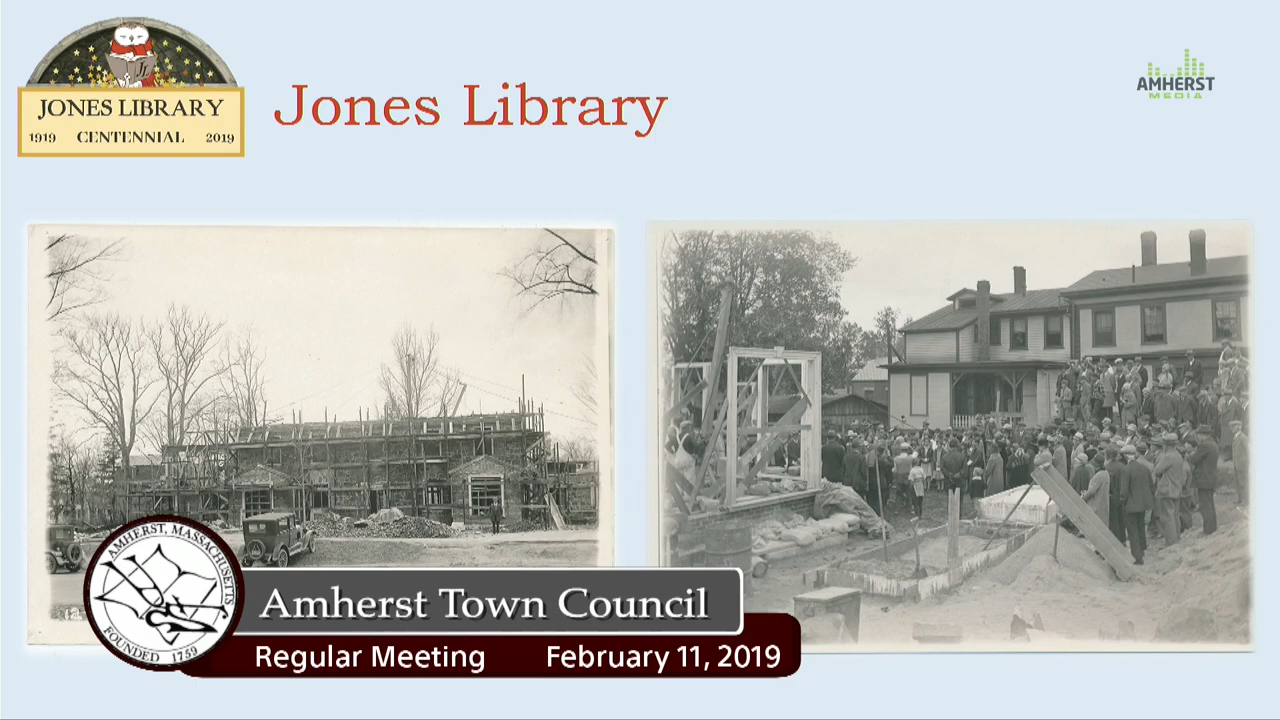 JL
JONES LIBRARY
1919 CENTENNIAL 2019
Jones Library
AMHERST
MEDIA
AMHERST, MASSACHUSETTS
FOUNDED 1759
Amherst Town Council
Regular Meeting February 11, 2019